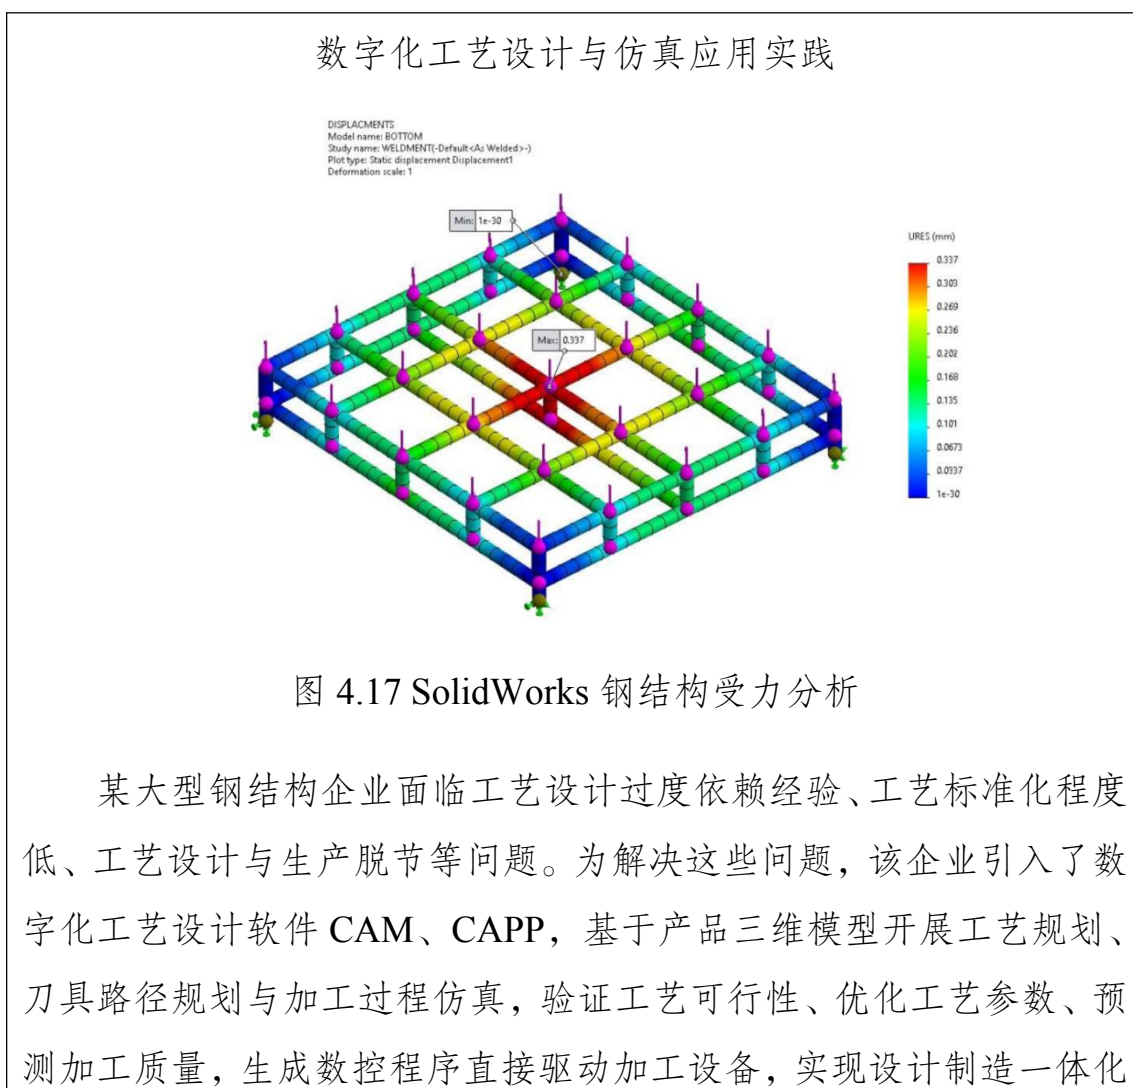 数字化工艺设计与仿真应用实践
DISPLACMENTS
Model name: BOTTOM
Study name: WELDMENT(-Default<As Welded>-)
Plot type: Static displacement Displacement1
Deformation scale: 1
Min: 1e-30
Max: 0.337
URES (mm)
0.337
0.303
0.269
0.236
0.202
0.168
0.135
0.101
0.0673
0.0337
1e-30
图 4.17 SolidWorks 钢结构受力分析
某大型钢结构企业面临工艺设计过度依赖经验、工艺标准化程度
低、工艺设计与生产脱节等问题。为解决这些问题，该企业引入了数
字化工艺设计软件 CAM、CAPP，基于产品三维模型开展工艺规划、
刀具路径规划与加工过程仿真，验证工艺可行性、优化工艺参数、预
测加工质量，生成数控程序直接驱动加工设备，实现设计制造一体化